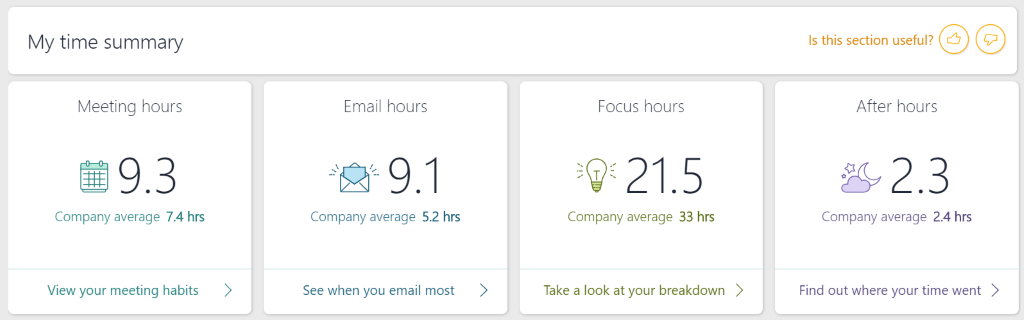 My time summary
Is this section useful?
Meeting hours
9.3
Company average 7.4 hrs
View your meeting habits
Email hours
9.1
Company average 5.2 hrs
See when you email most
Focus hours
21.5
Company average 33 hrs
Take a look at your breakdown
After hours
2.3
Company average 2.4 hrs
Find out where your time went